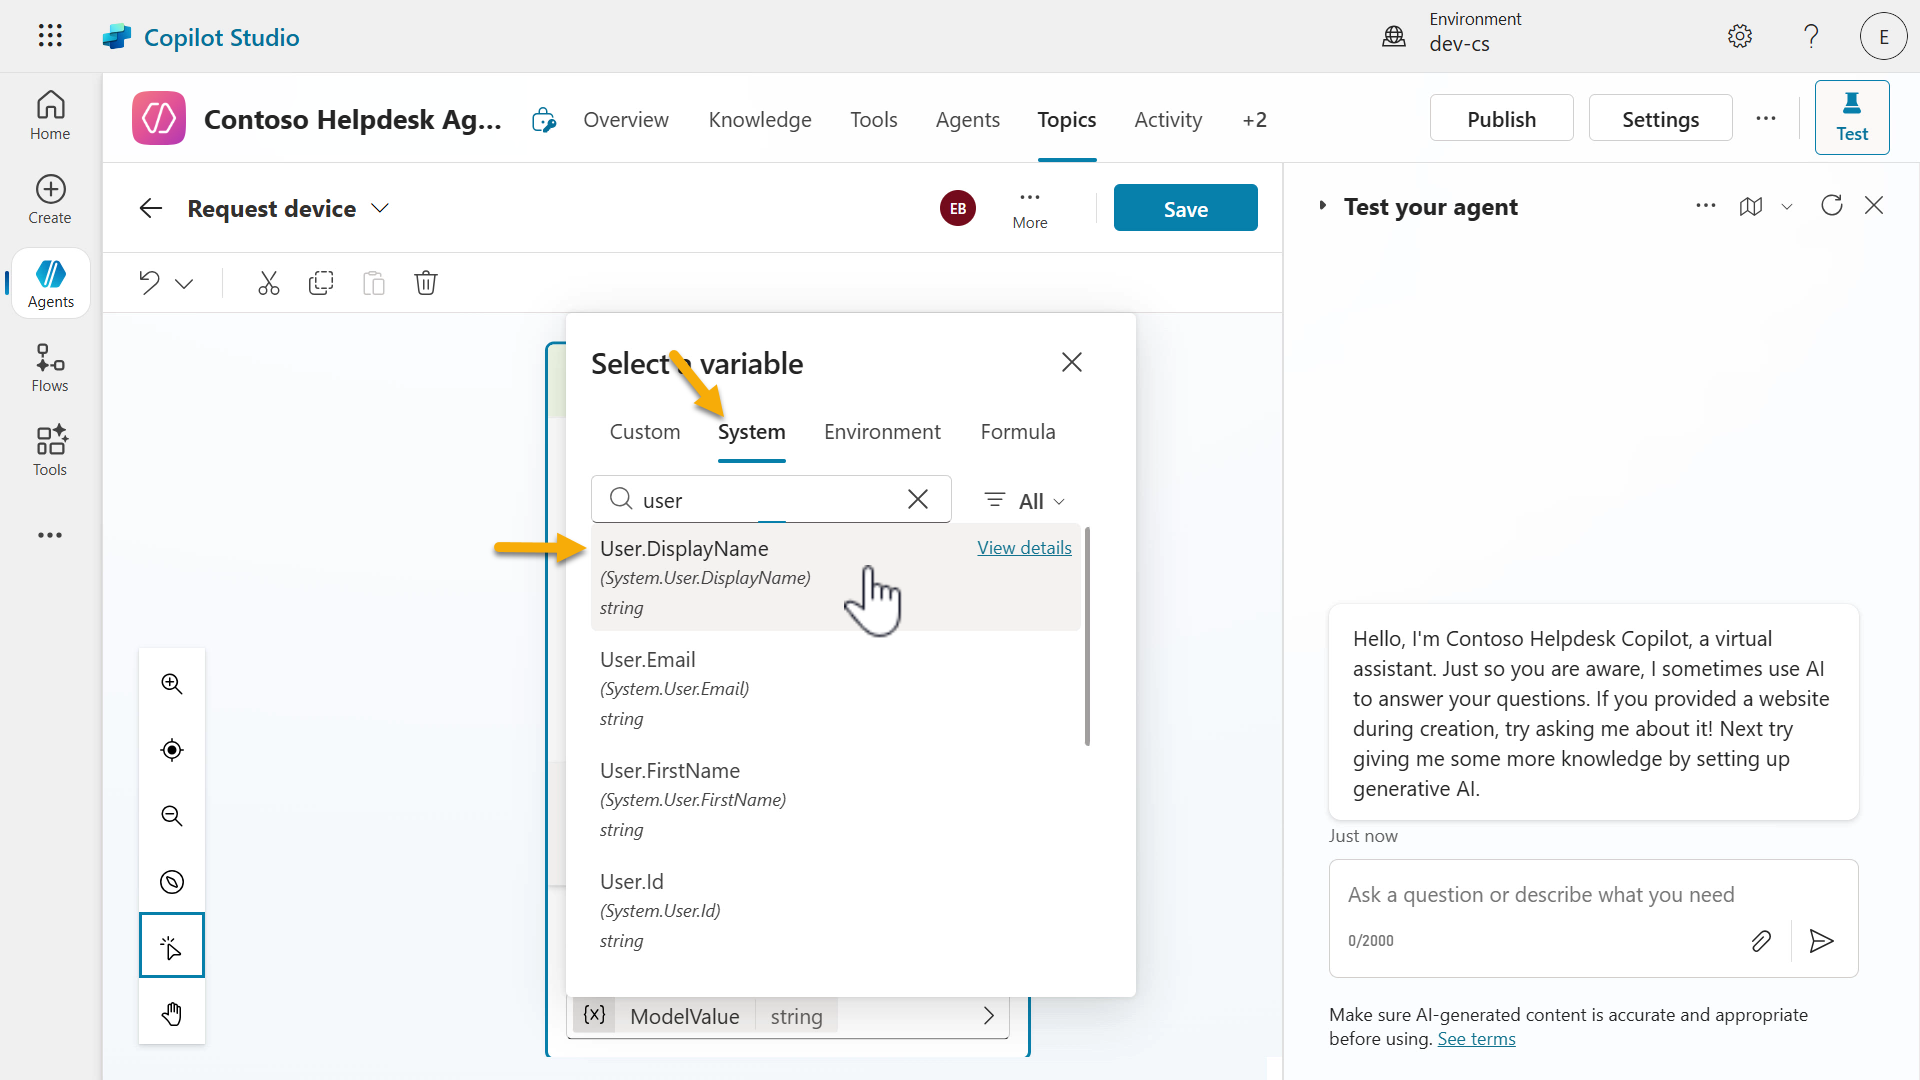 Copilot Studio
Environment
dev-cs
E
Home
Create
Agents
Flows
Tools
Contoso Helpdesk Ag...
Overview
Knowledge
Tools
Agents
Topics
Activity
+2
Publish
Settings
Test
Request device
EB
More
Save
Select a variable
Custom
System
Environment
Formula
user
All
User.DisplayName
View details
(System.User.DisplayName)
string
User.Email
(System.User.Email)
string
User.FirstName
(System.User.FirstName)
string
User.Id
(System.User.Id)
string
{x}
ModelValue
string
Test your agent
Hello, I'm Contoso Helpdesk Copilot, a virtual
assistant. Just so you are aware, I sometimes use AI
to answer your questions. If you provided a website
during creation, try asking me about it! Next try
giving me some more knowledge by setting up
generative AI.
Just now
Ask a question or describe what you need
0/2000
Make sure AI-generated content is accurate and appropriate
before using. See terms